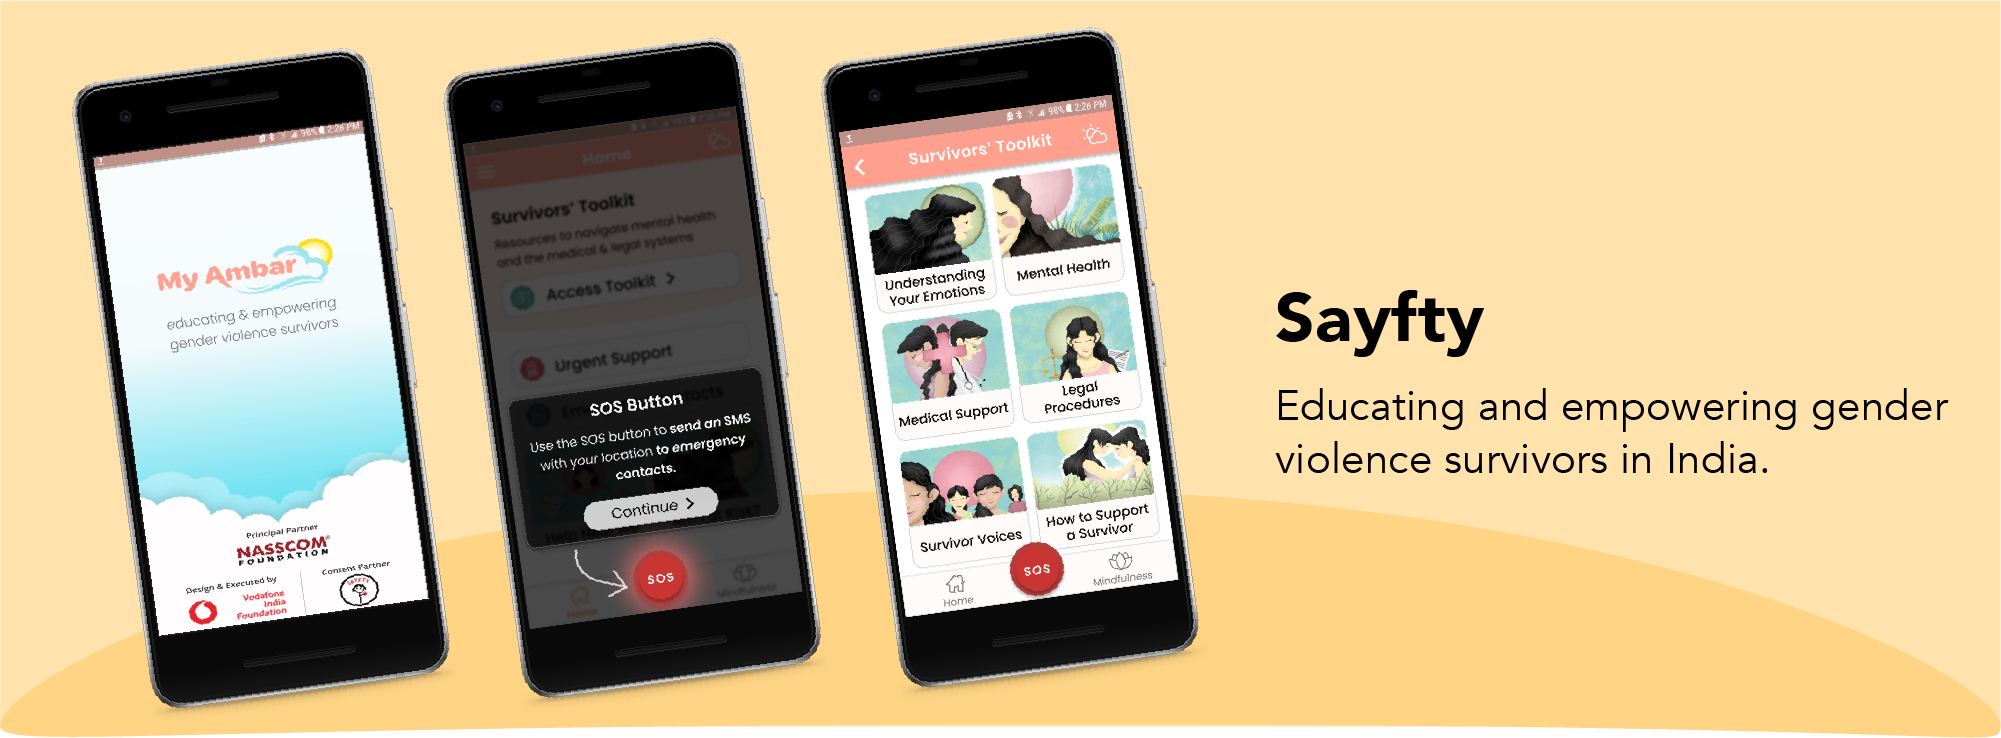 98% 2:26 PM
My Ambar
educating & empowering
gender violence survivors
Principal Partner
NASSCOM®
FOUNDATION
Design & Executed by
Vodafone
India
Foundation
Content Partner
SAYFTY
Home
Survivors' Toolkit
Resources to navigate mental health
and the medical & legal systems
Access Toolkit
Urgent Support
SOS Button
Use the SOS button to send an SMS
with your location to emergency
contacts.
Continue
SOS
Home
Mindfulness
98% 2:26 PM
Survivors' Toolkit
Understanding
Your Emotions
Mental Health
Medical Support
Legal
Procedures
Survivor Voices
How to Support
a Survivor
Home
SOS
Mindfulness
Sayfty
Educating and empowering gender
violence survivors in India.